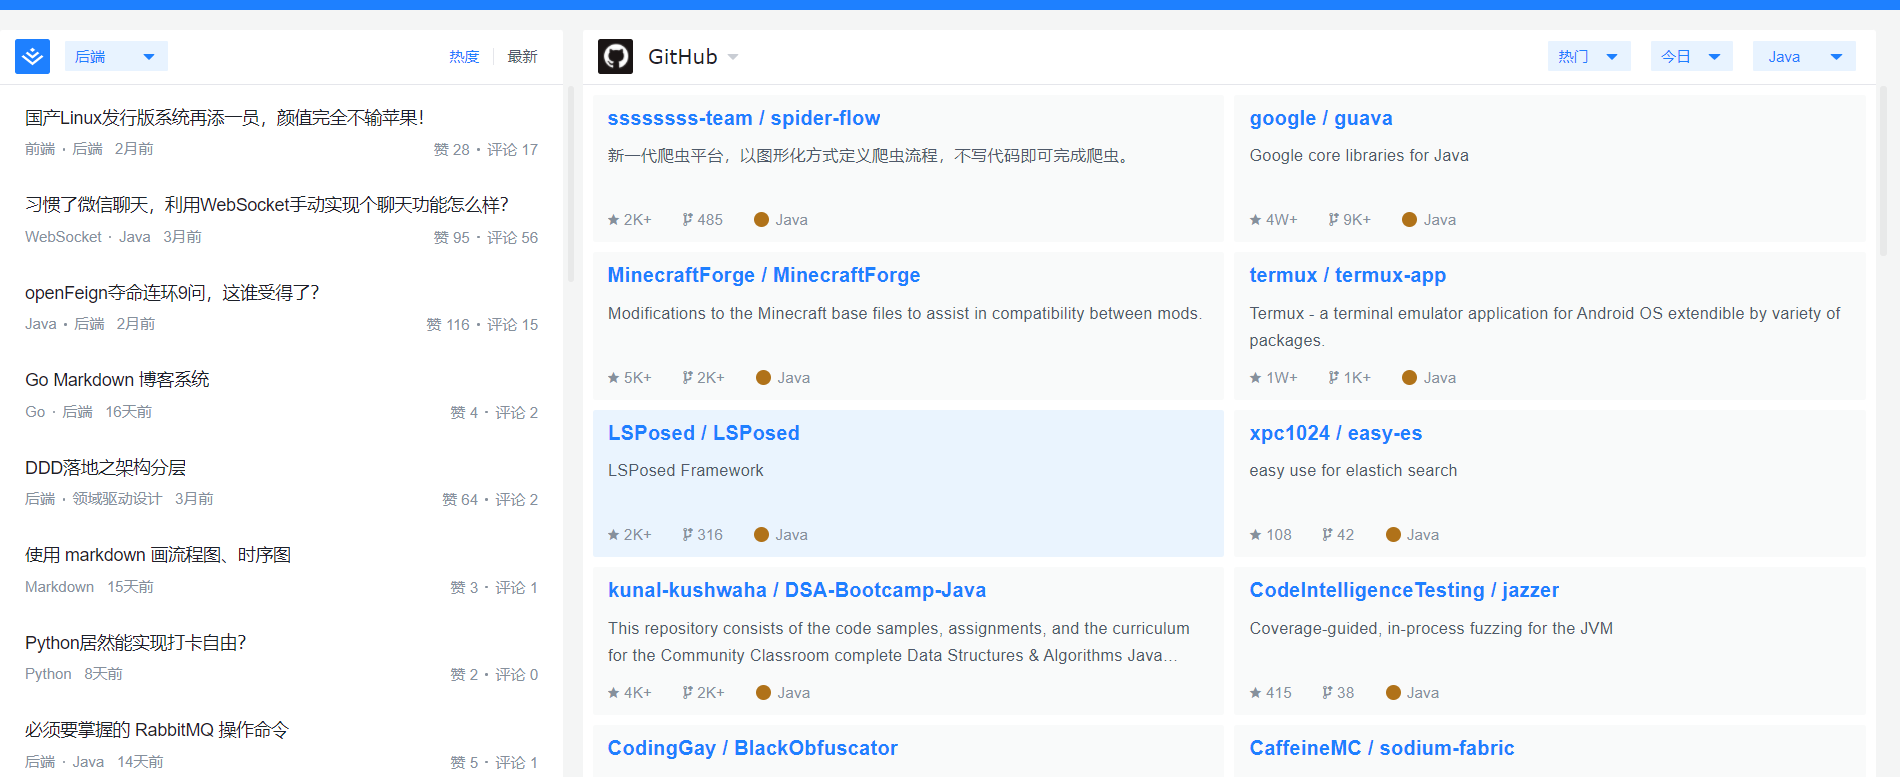 后端
热度
最新
国产Linux发行版系统再添一员，颜值完全不输苹果！
前端 · 后端 2月前
赞 28 · 评论 17
习惯了微信聊天，利用WebSocket手动实现个聊天功能怎么样？
WebSocket · Java 3月前
赞 95 · 评论 56
openFeign夺命连环9问，这谁受得了？
Java · 后端 2月前
赞 116 · 评论 15
Go Markdown 博客系统
Go · 后端 16天前
赞 4 · 评论 2
DDD落地之架构分层
后端 · 领域驱动设计 3月前
赞 64 · 评论 2
使用 markdown 画流程图、时序图
Markdown 15天前
赞 3 · 评论 1
Python居然能实现打卡自由？
Python 8天前
赞 2 · 评论 0
必须要掌握的 RabbitMQ 操作命令
后端 · Java 14天前
赞 5 · 评论 1
GitHub
热门
今日
Java
ssssssss-team / spider-flow
新一代爬虫平台，以图形化方式定义爬虫流程，不写代码即可完成爬虫。
2K+ 485 Java
google / guava
Google core libraries for Java
4W+ 9K+ Java
MinecraftForge / MinecraftForge
Modifications to the Minecraft base files to assist in compatibility between mods.
5K+ 2K+ Java
termux / termux-app
Termux - a terminal emulator application for Android OS extendible by variety of
packages.
1W+ 1K+ Java
LSPosed / LSPosed
LSPosed Framework
2K+ 316 Java
xpc1024 / easy-es
easy use for elastich search
108 42 Java
kunal-kushwaha / DSA-Bootcamp-Java
This repository consists of the code samples, assignments, and the curriculum
for the Community Classroom complete Data Structures & Algorithms Java...
4K+ 2K+ Java
CodeIntelligenceTesting / jazzer
Coverage-guided, in-process fuzzing for the JVM
415 38 Java
CodingGay / BlackObfuscator
CaffeineMC / sodium-fabric